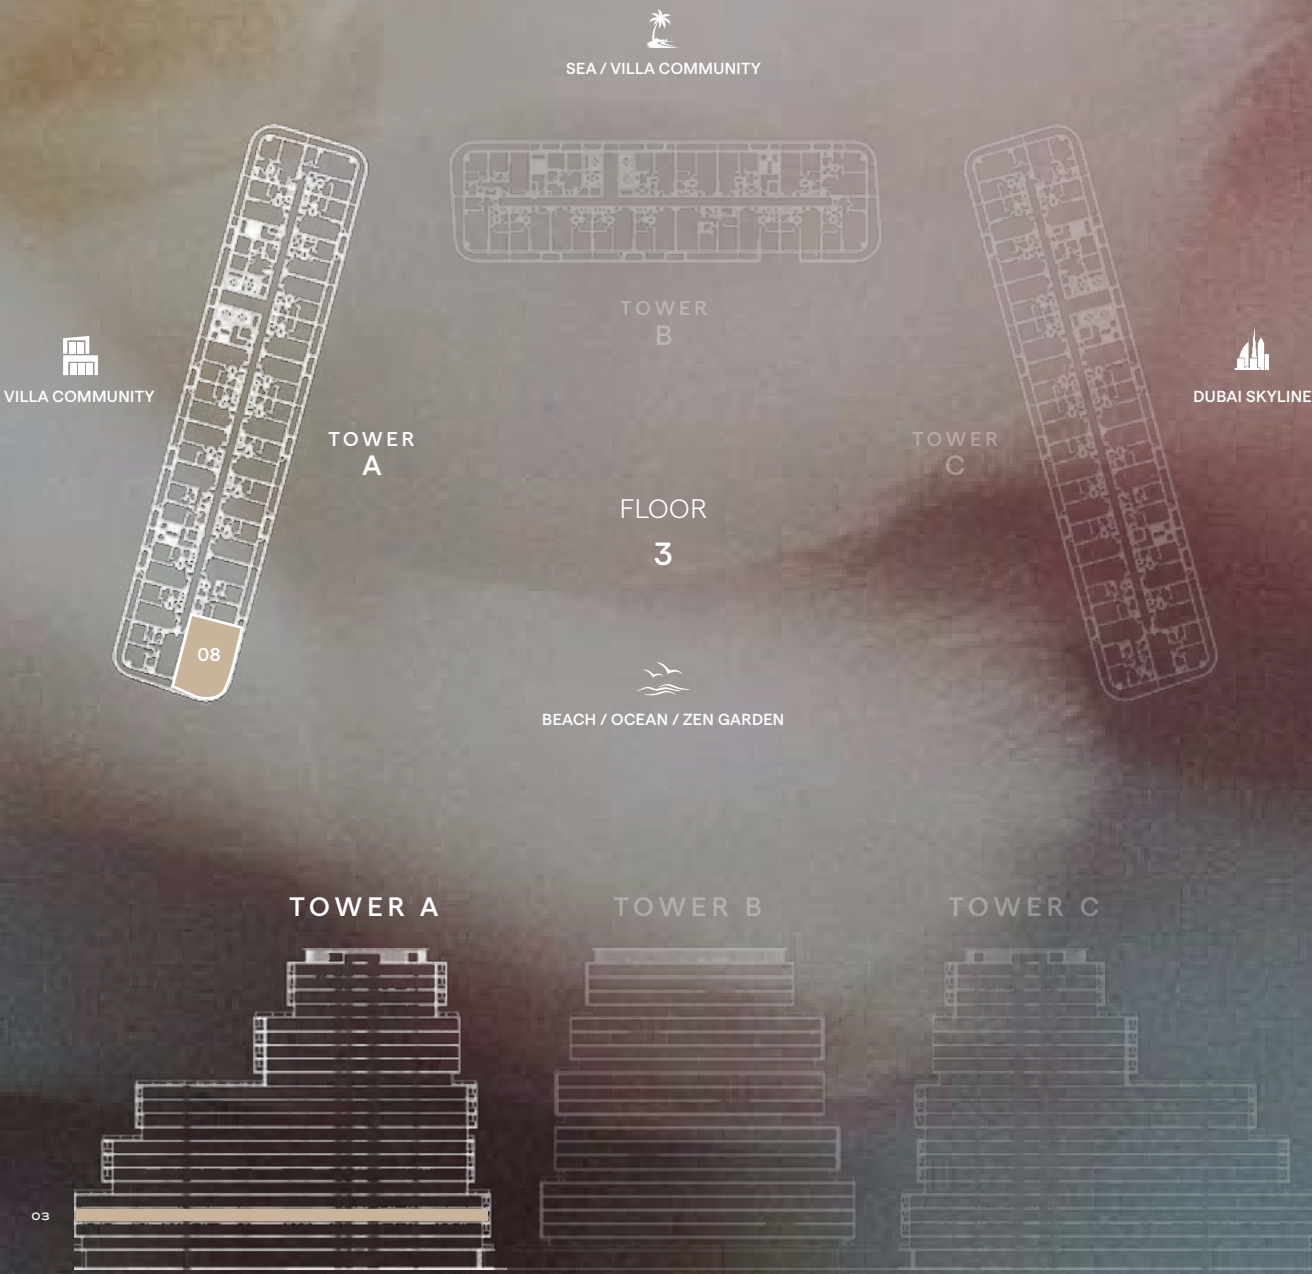 SEA / VILLA COMMUNITY
TOWER
B
VILLA COMMUNITY
DUBAI SKYLINE
TOWER
A
TOWER
C
FLOOR
3
08
BEACH / OCEAN / ZEN GARDEN
TOWER A
TOWER B
TOWER C
03